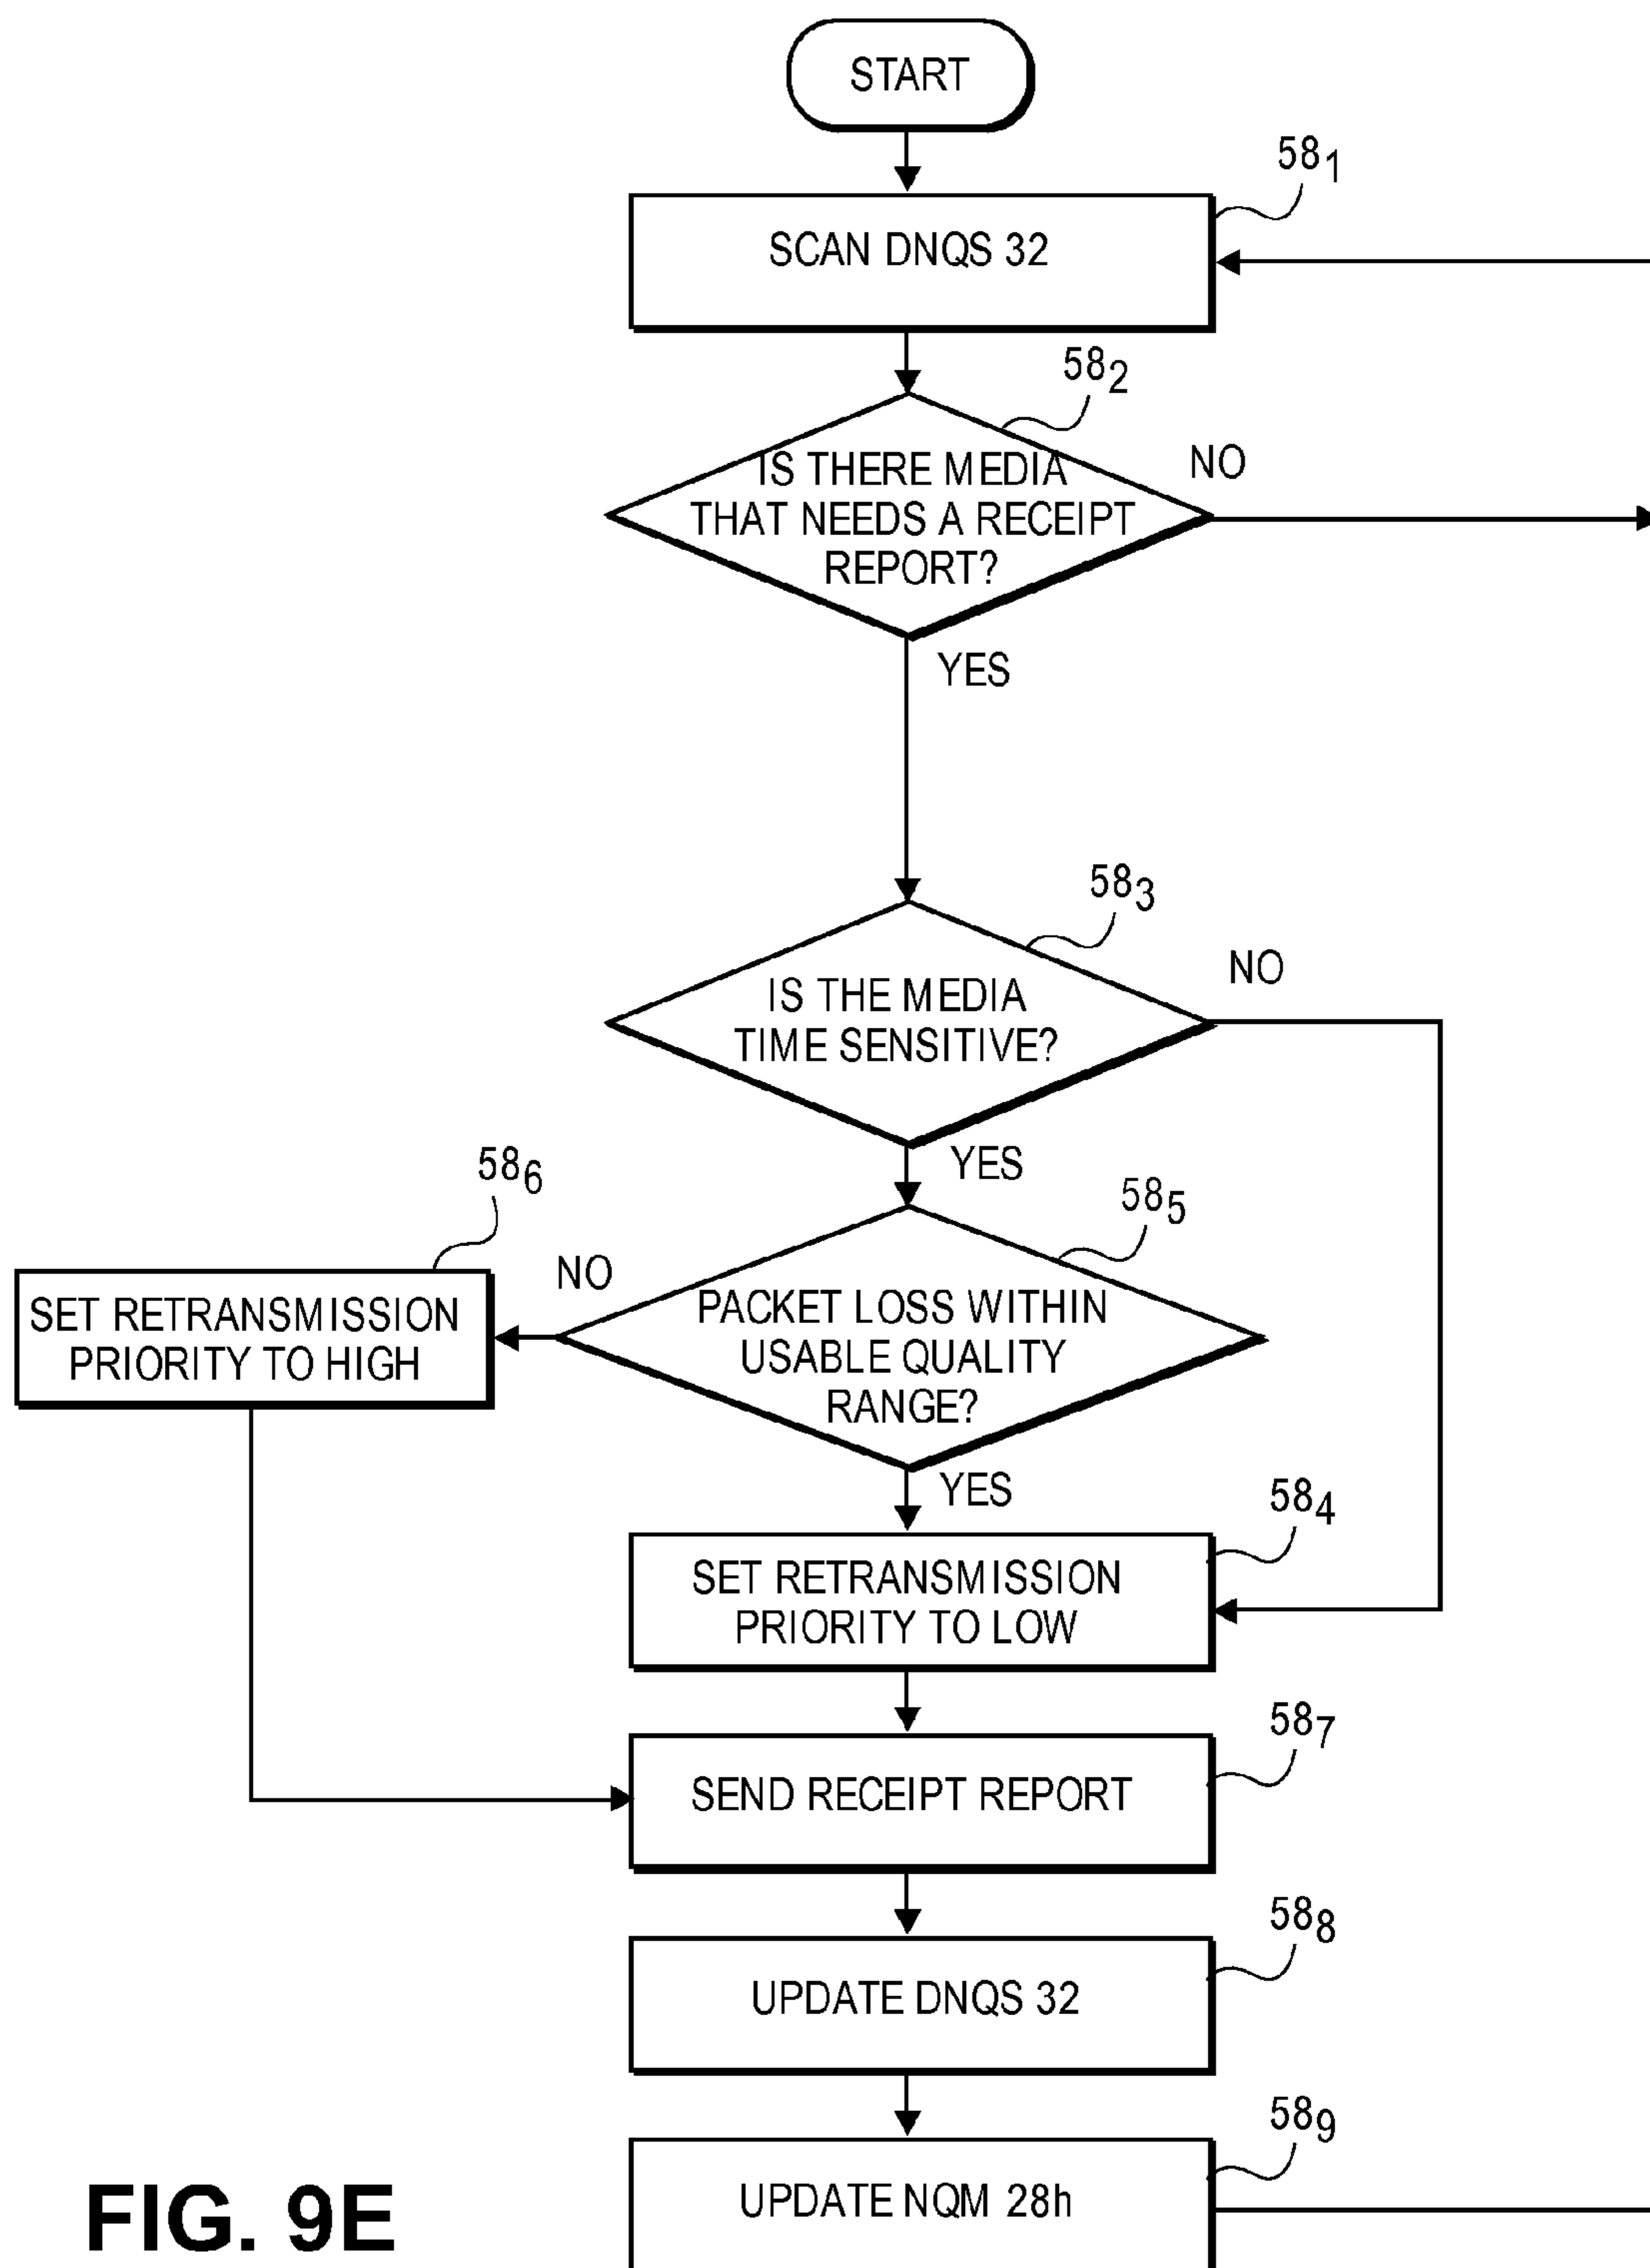 START
58₁
SCAN DNQS 32
58₂
IS THERE MEDIA
THAT NEEDS A RECEIPT
REPORT?
NO
YES
58₃
IS THE MEDIA
TIME SENSITIVE?
NO
YES
58₅
PACKET LOSS WITHIN
USABLE QUALITY
RANGE?
NO
58₆
SET RETRANSMISSION
PRIORITY TO HIGH
YES
58₄
SET RETRANSMISSION
PRIORITY TO LOW
58₇
SEND RECEIPT REPORT
58₈
UPDATE DNQS 32
58₉
UPDATE NQM 28h
FIG. 9E